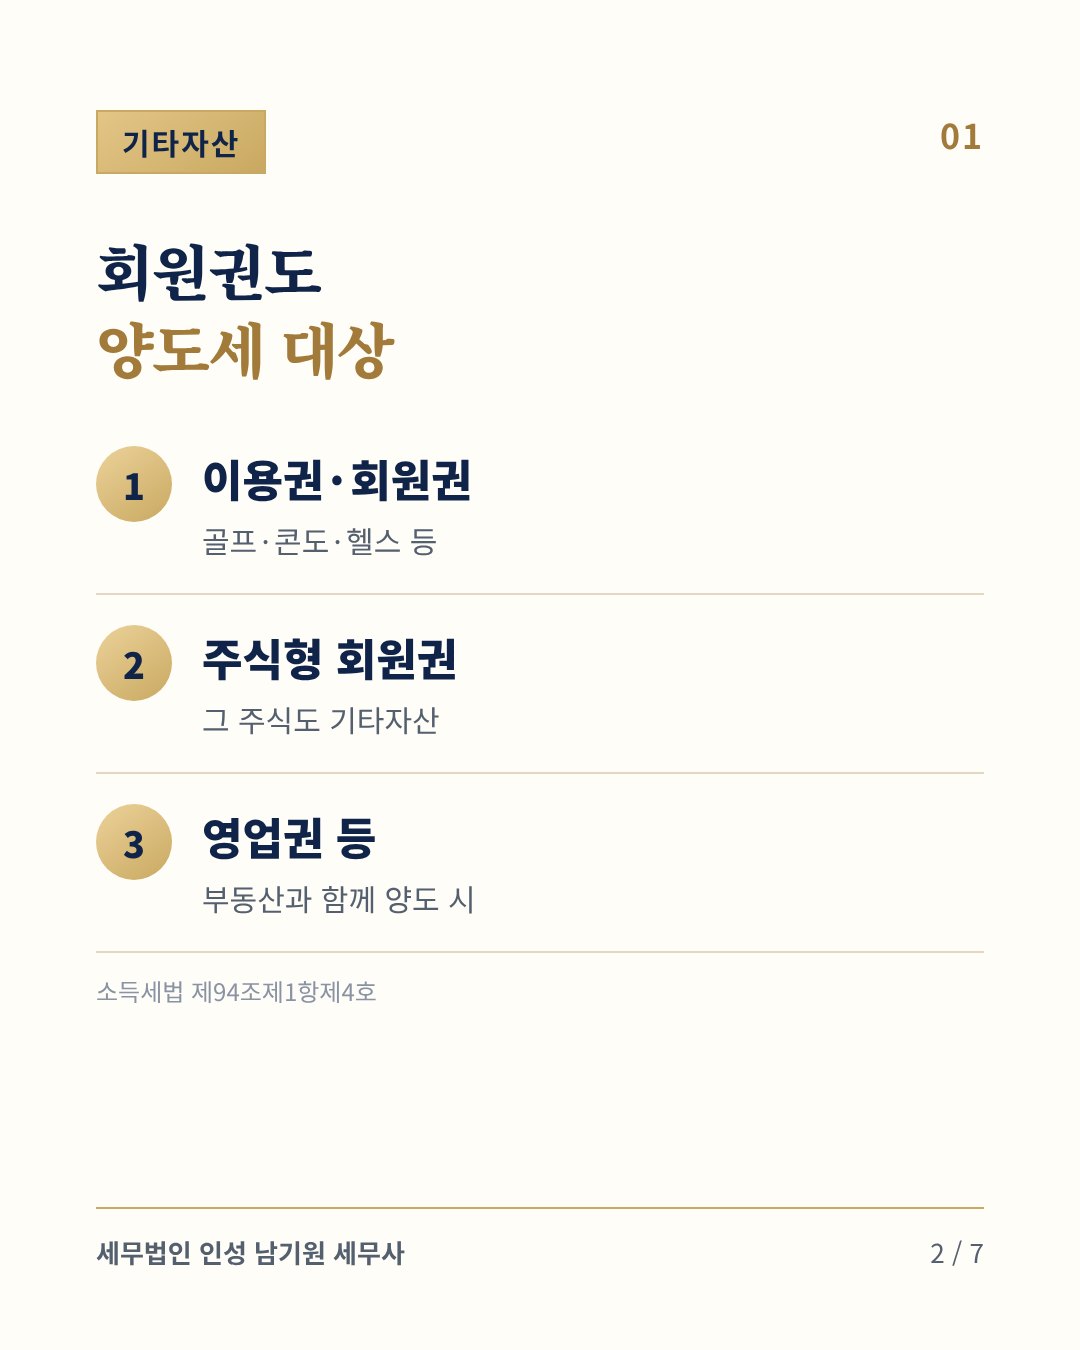 기타자산
01
회원권도
양도세 대상
1
이용권·회원권
골프·콘도·헬스 등
2
주식형 회원권
그 주식도 기타자산
3
영업권 등
부동산과 함께 양도 시
소득세법 제94조제1항제4호
세무법인 인성 남기원 세무사
2 / 7